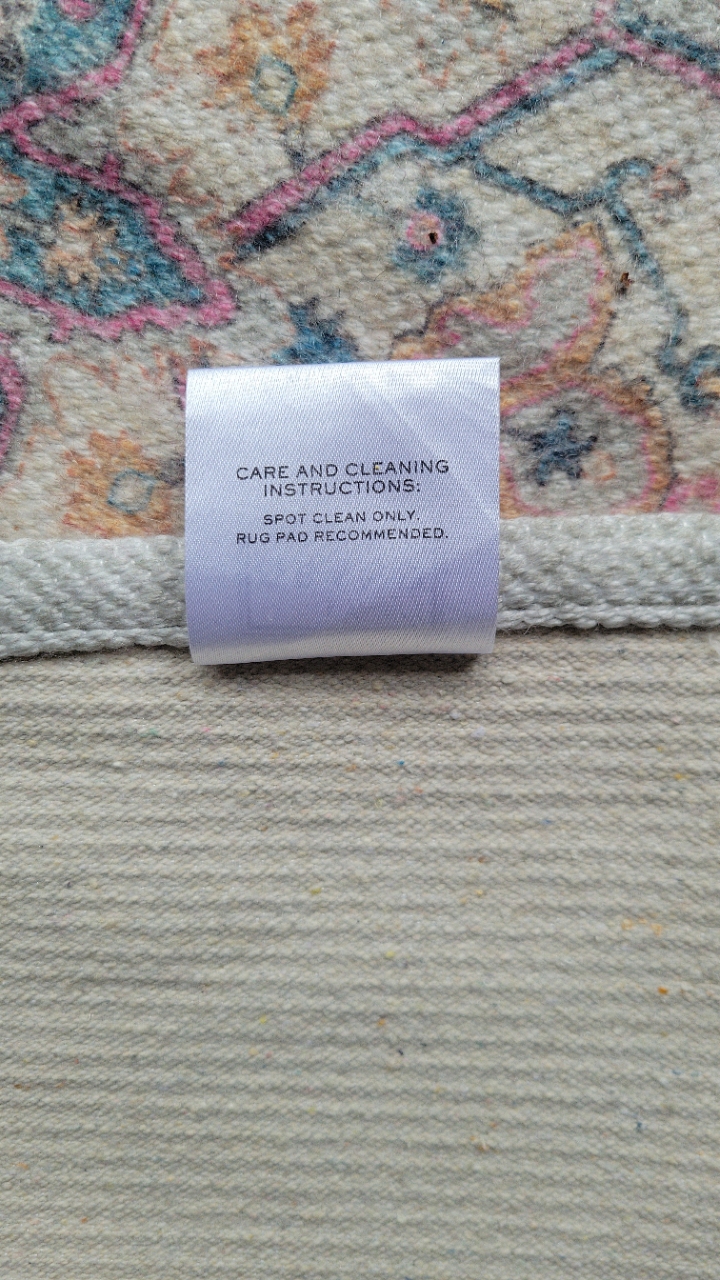 CARE AND CLEANING
INSTRUCTIONS:
SPOT CLEAN ONLY.
RUG PAD RECOMMENDED.